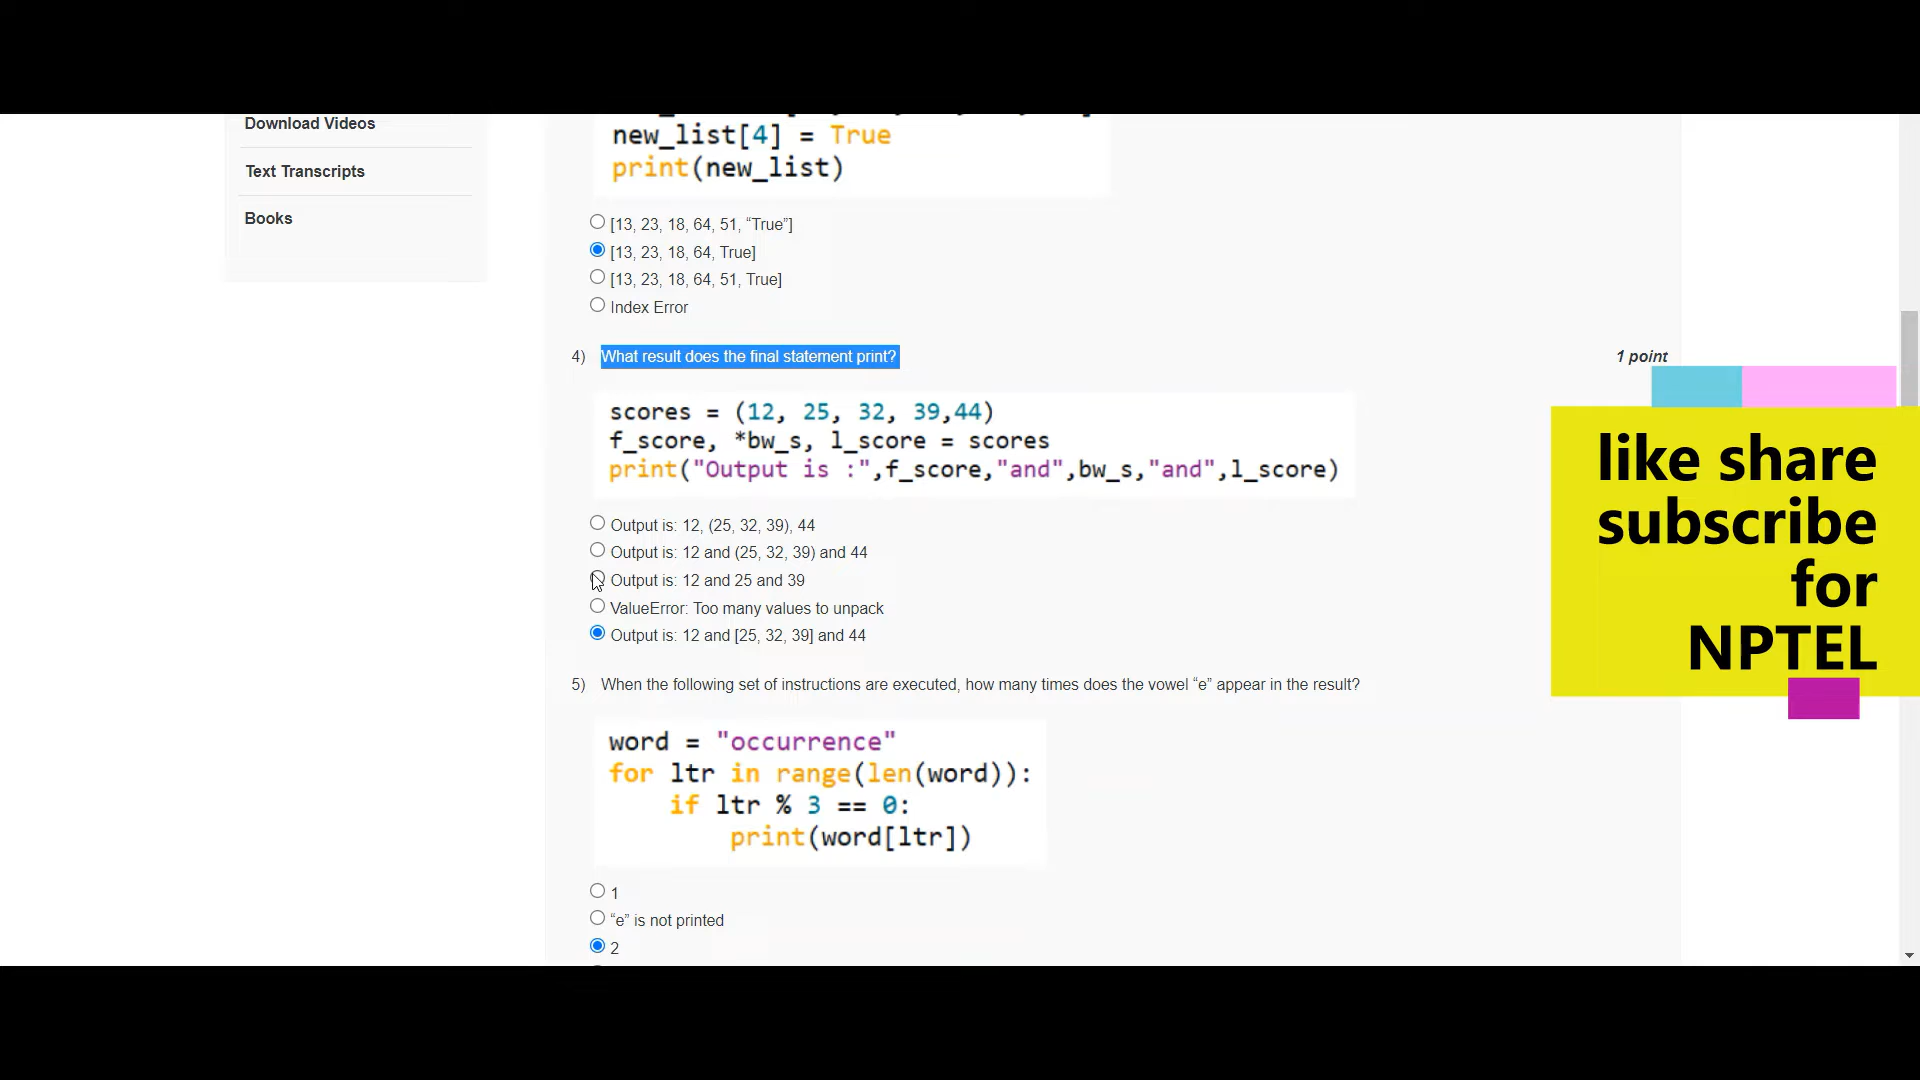 Download Videos
Text Transcripts
Books
new_list[4] = True
print(new_list)
[13, 23, 18, 64, 51, “True”]
[13, 23, 18, 64, True]
[13, 23, 18, 64, 51, True]
Index Error
4) What result does the final statement print?
1 point
scores = (12, 25, 32, 39,44)
f_score, *bw_s, l_score = scores
print("Output is :",f_score,"and",bw_s,"and",l_score)
Output is: 12, (25, 32, 39), 44
Output is: 12 and (25, 32, 39) and 44
Output is: 12 and 25 and 39
ValueError: Too many values to unpack
Output is: 12 and [25, 32, 39] and 44
5) When the following set of instructions are executed, how many times does the vowel “e” appear in the result?
word = "occurrence"
for ltr in range(len(word)):
if ltr % 3 == 0:
print(word[ltr])
1
“e” is not printed
2
like share
subscribe
for
NPTEL